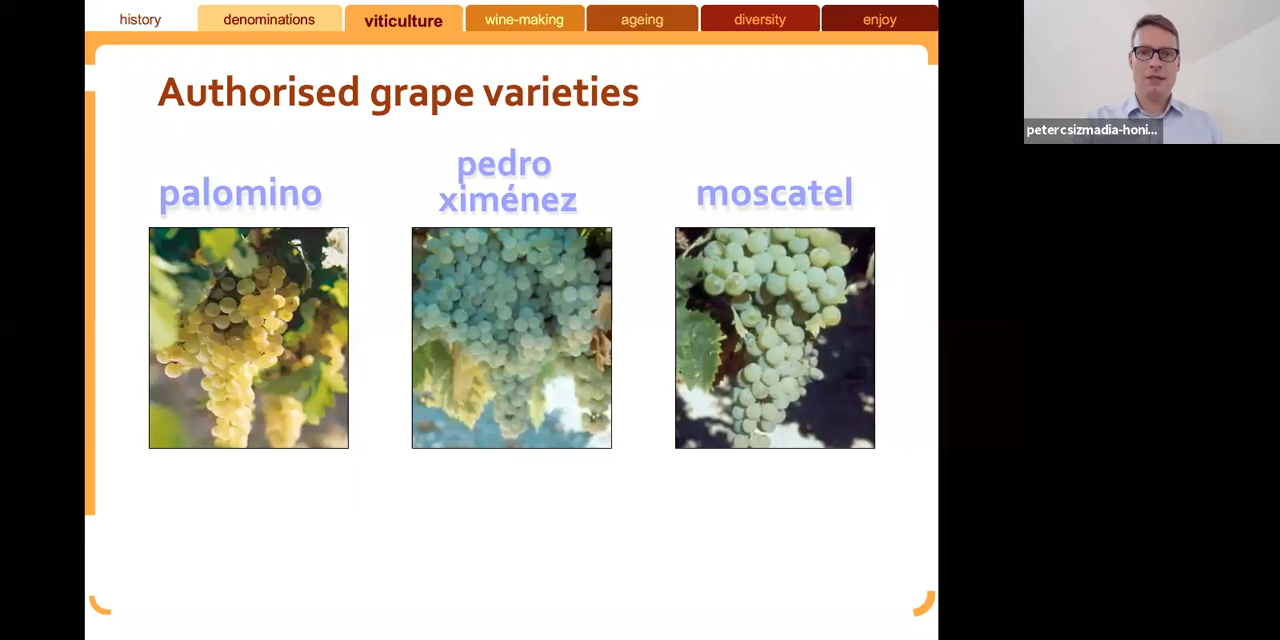 history
denominations
viticulture
wine-making
ageing
diversity
enjoy
Authorised grape varieties
palomino
pedro
ximénez
moscatel
petercsizmadia-honi...